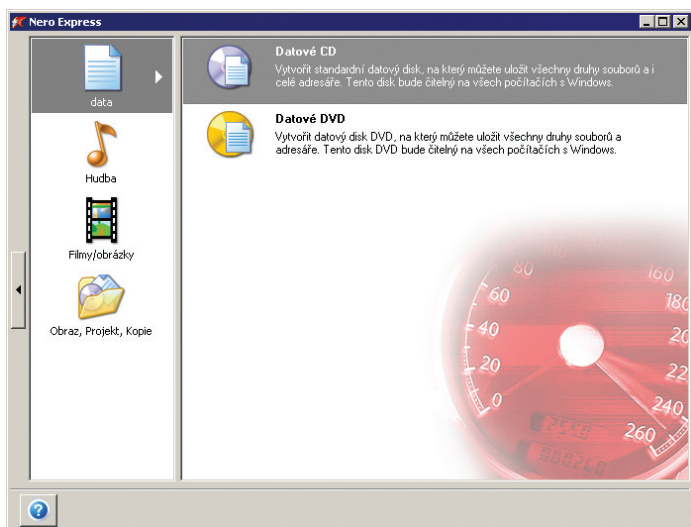 Nero Express
data
Hudba
Filmy/obrázky
Obraz, Projekt, Kopie
Datové CD
Vytvořit standardní datový disk, na který můžete uložit všechny druhy souborů a i
celé adresáře. Tento disk bude čitelný na všech počítačích s Windows.
Datové DVD
Vytvořit datový disk DVD, na který můžete uložit všechny druhy souborů a
adresáře. Tento disk DVD bude čitelný na všech počítačích s Windows.
80
160
60
180
40
20
0
240
260